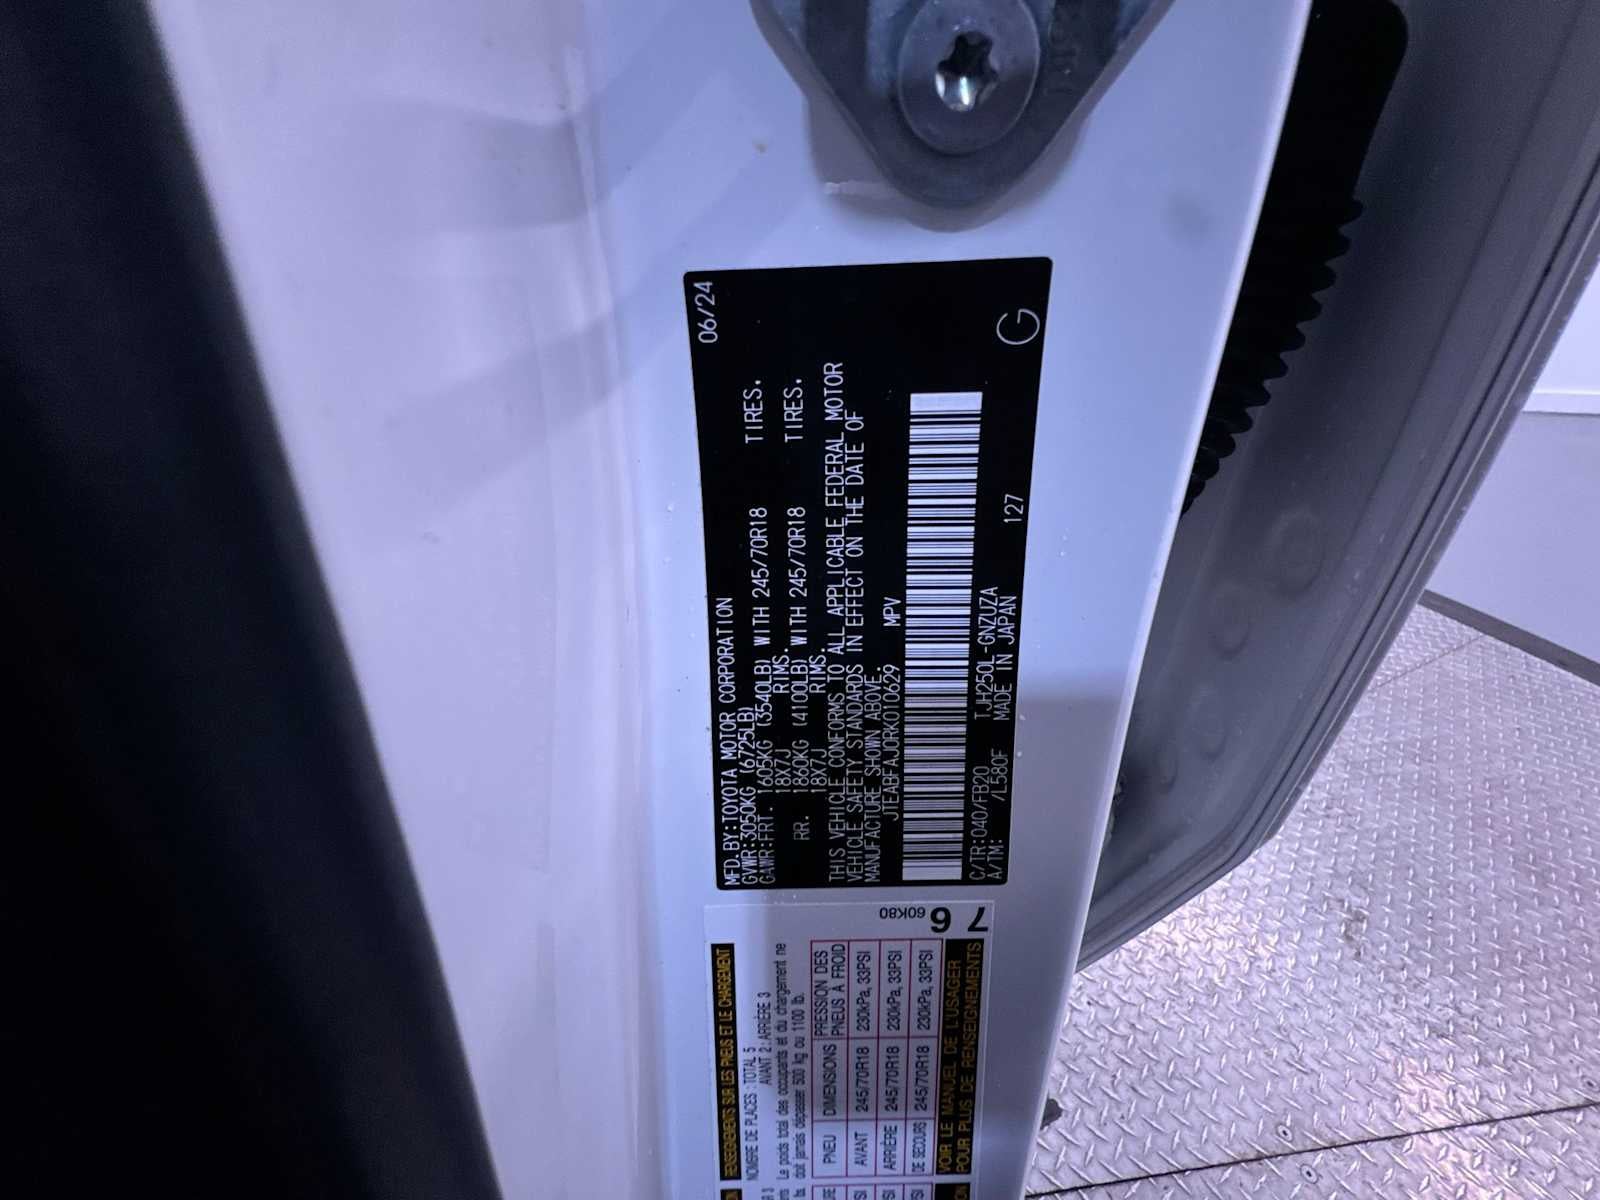 06/24
MFD.BY:TOYOTA MOTOR CORPORATION
GVWR:3050KG (6725LB)
GAWR:FRT. 1605KG (3540LB) WITH 245/70R18 TIRES.
18X7J RIMS.
RR. 1860KG (4100LB) WITH 245/70R18 TIRES.
18X7J RIMS.
THIS VEHICLE CONFORMS TO ALL APPLICABLE FEDERAL MOTOR
VEHICLE SAFETY STANDARDS IN EFFECT ON THE DATE OF
MANUFACTURE SHOWN ABOVE.
JTEABFAJ0RK010629 MPV
C/TR:040/FB20 TJH250L-GNZUZA
A/TM: /L580F MADE IN JAPAN 127
G
60K80
76
RENSEIGNEMENTS SUR LES PNEUS ET LE CHARGEMENT
NOMBRE DE PLACES TOTAL 5
AVANT 2:ARRIÈRE 3
Le poids total des occupants et du chargement ne
doit jamais dépasser 500 kg ou 1100 lb.
PNEU DIMENSIONS PRESSION DES PNEUS À FROID
AVANT 245/70R18 230kPa, 33PSI
ARRIÈRE 245/70R18 230kPa, 33PSI
DE SECOURS 245/70R18 230kPa, 33PSI
VOIR LE MANUEL DE L'USAGER
POUR PLUS DE RENSEIGNEMENTS